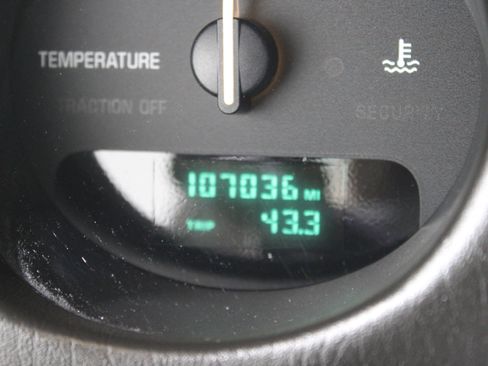 TEMPERATURE
TRACTION OFF SECURITY
107036 MI
TRIP 43.3